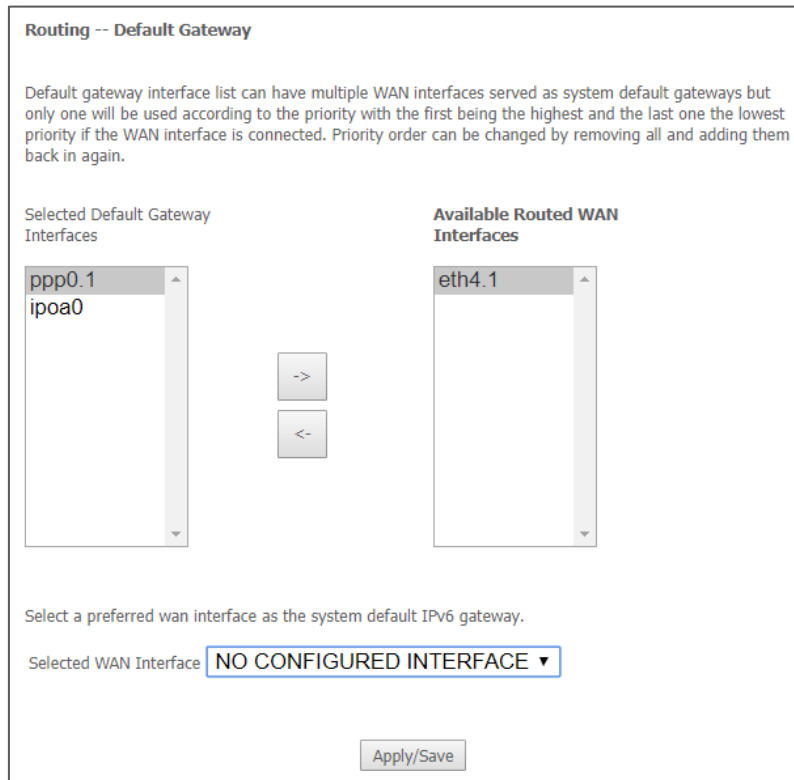 Routing -- Default Gateway
Default gateway interface list can have multiple WAN interfaces served as system default gateways but
only one will be used according to the priority with the first being the highest and the last one the lowest
priority if the WAN interface is connected. Priority order can be changed by removing all and adding them
back in again.
Selected Default Gateway
Interfaces
Available Routed WAN
Interfaces
ppp0.1
ipoa0
eth4.1
->
<-
Select a preferred wan interface as the system default IPv6 gateway.
Selected WAN Interface NO CONFIGURED INTERFACE
Apply/Save